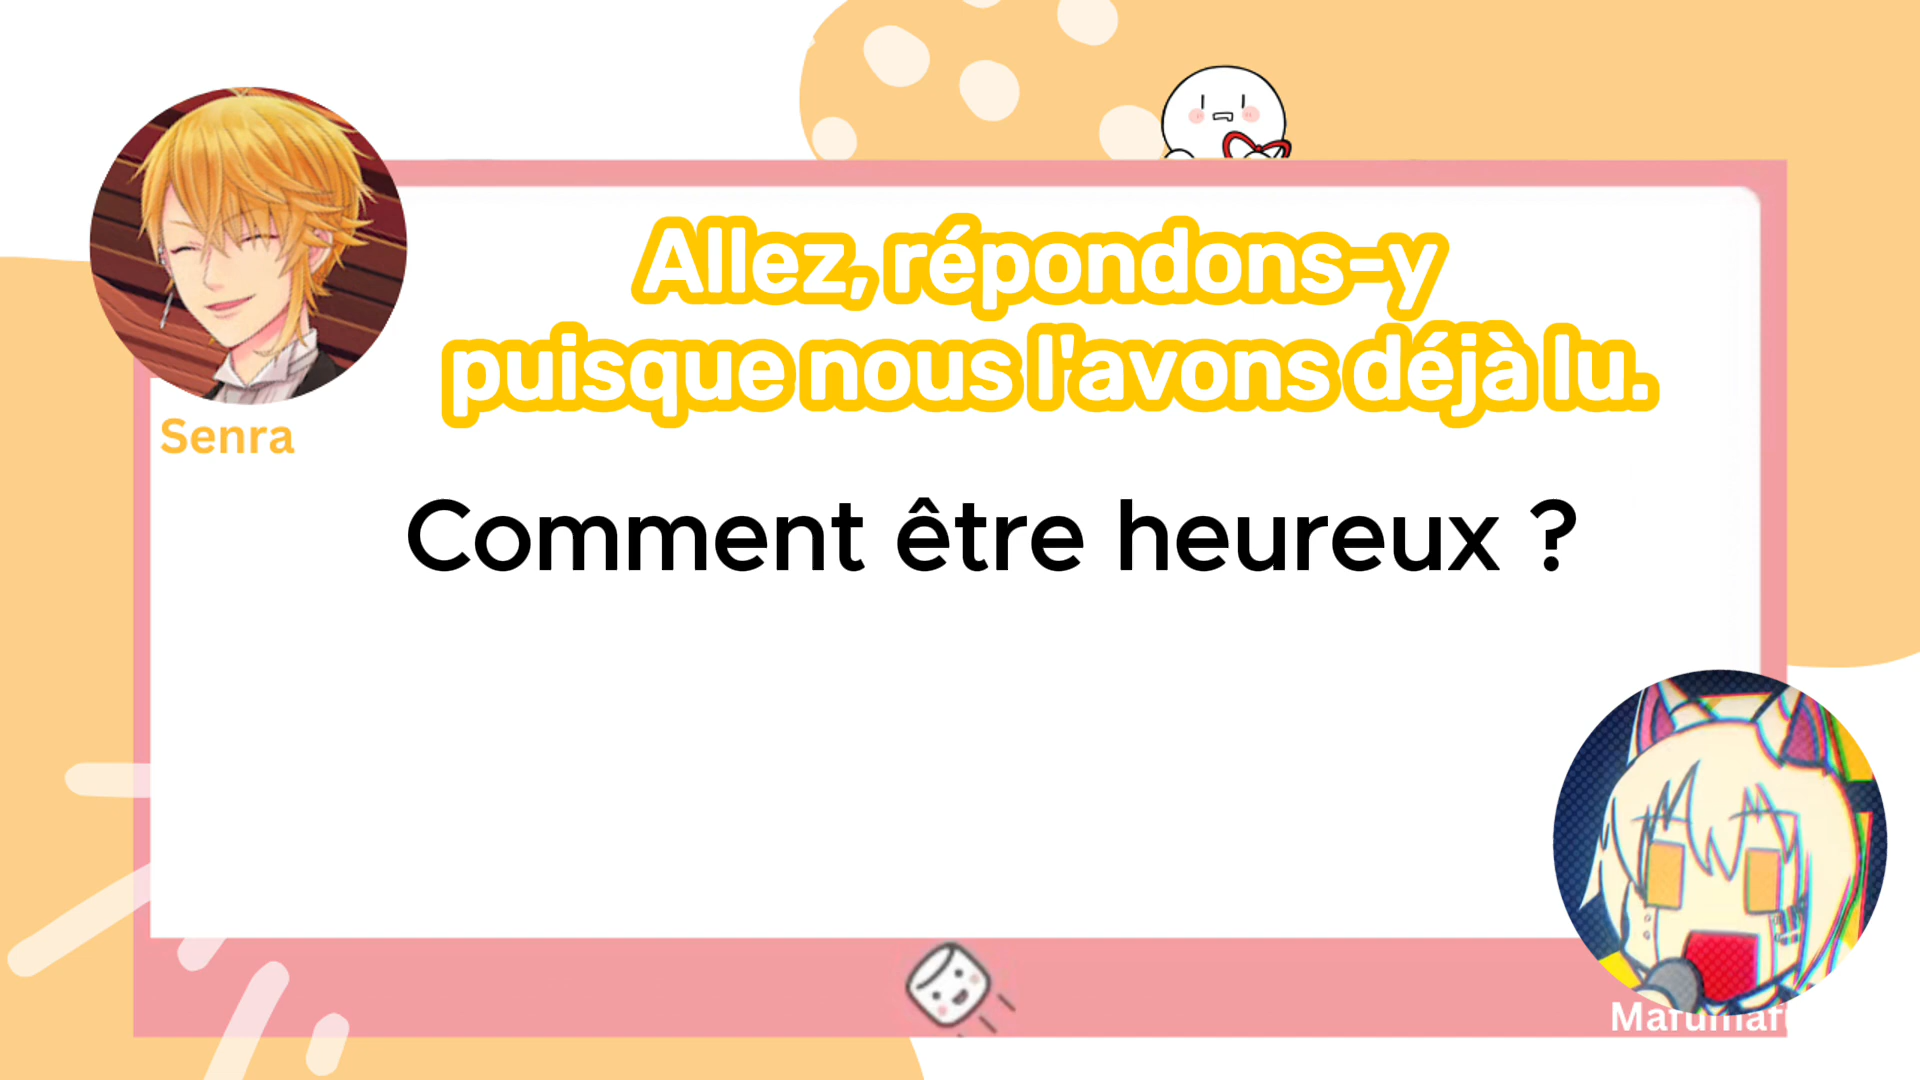 Allez, répondons-y
puisque nous l'avons déjà lu.
Senra
Comment être heureux ?